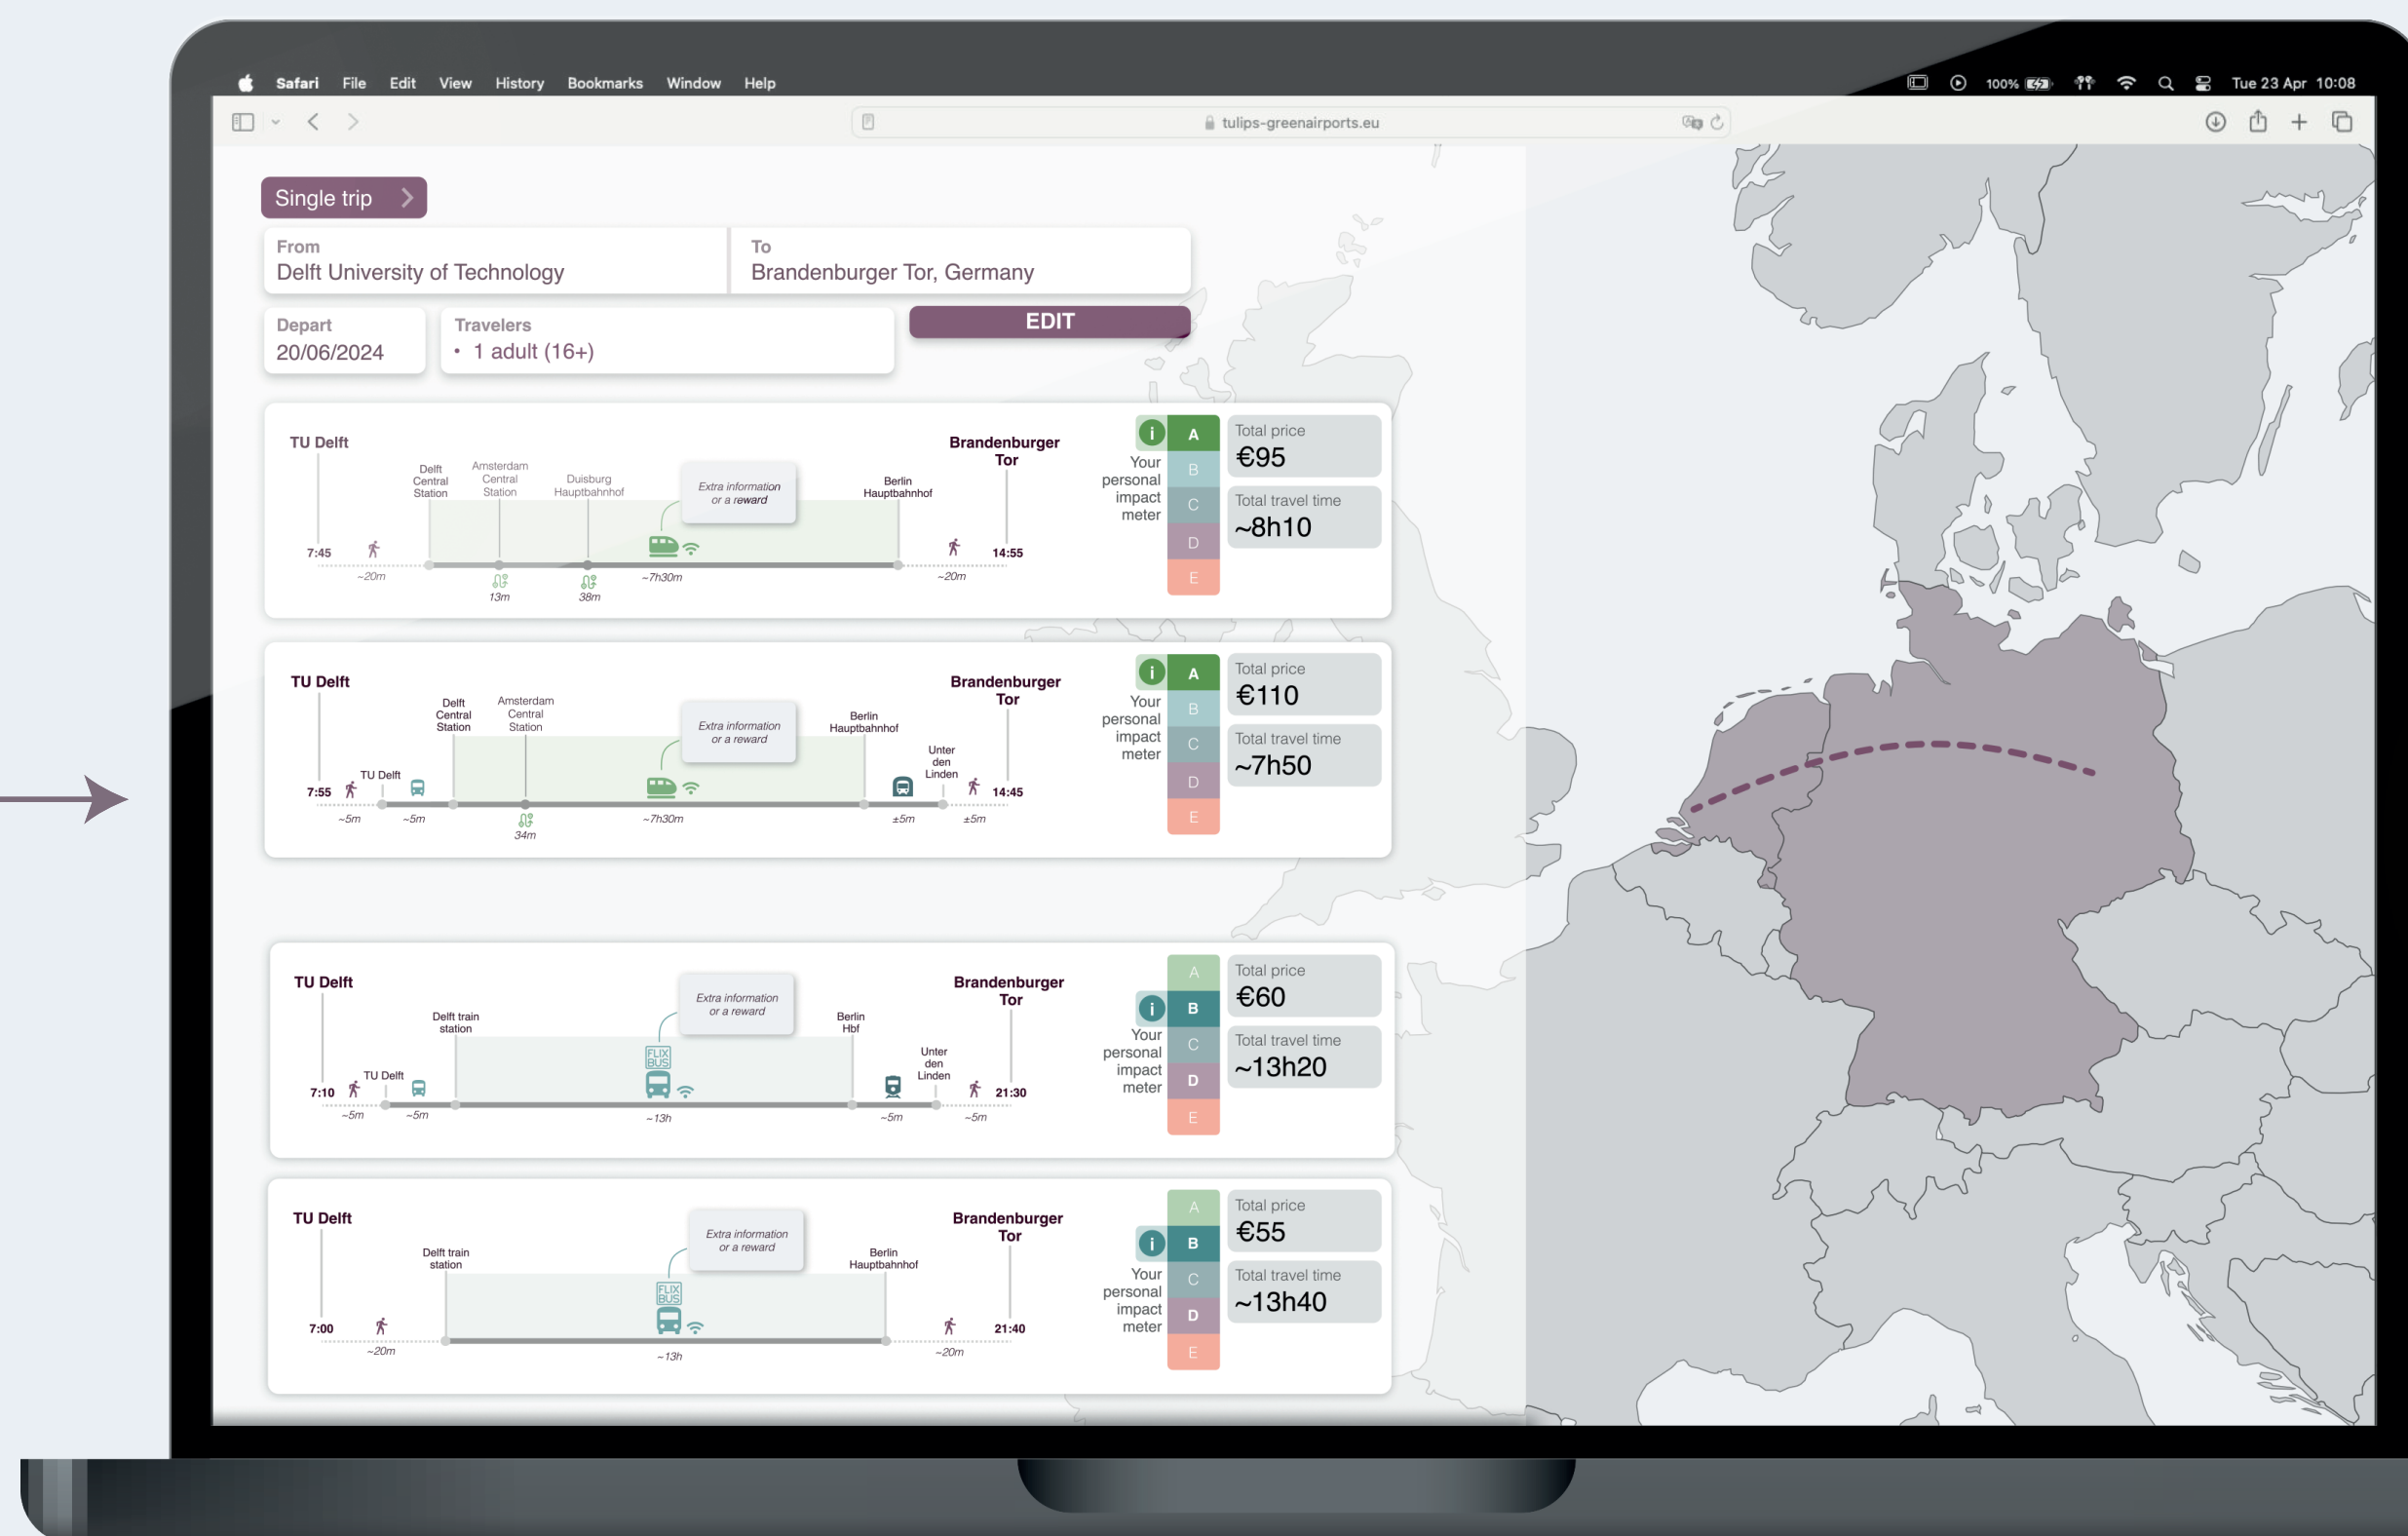 Safari File Edit View History Bookmarks Window Help
100% Tue 23 Apr 10:08
tulips-greenairports.eu
Single trip
From
Delft University of Technology
To
Brandenburger Tor, Germany
Depart
20/06/2024
Travelers
• 1 adult (16+)
EDIT
TU Delft
Delft
Central
Station
Amsterdam
Central
Station
Duisburg
Hauptbahnhof
Extra information
or a reward
Berlin
Hauptbahnhof
Brandenburger
Tor
7:45
14:55
~20m
13m
38m
~7h30m
~20m
i
Your
personal
impact
meter
A
B
C
D
E
Total price
€95
Total travel time
~8h10
TU Delft
Delft
Central
Station
Amsterdam
Central
Station
Extra information
or a reward
Berlin
Hauptbahnhof
Unter
den
Linden
Brandenburger
Tor
7:55
TU Delft
14:45
~5m
~5m
34m
~7h30m
±5m
±5m
i
Your
personal
impact
meter
A
B
C
D
E
Total price
€110
Total travel time
~7h50
TU Delft
Delft train
station
Extra information
or a reward
FLIX
BUS
Berlin
Hbf
Unter
den
Linden
Brandenburger
Tor
7:10
TU Delft
21:30
~5m
~5m
~13h
~5m
~5m
i
Your
personal
impact
meter
A
B
C
D
E
Total price
€60
Total travel time
~13h20
TU Delft
Delft train
station
Extra information
or a reward
FLIX
BUS
Berlin
Hauptbahnhof
Brandenburger
Tor
7:00
21:40
~20m
~13h
~20m
i
Your
personal
impact
meter
A
B
C
D
E
Total price
€55
Total travel time
~13h40